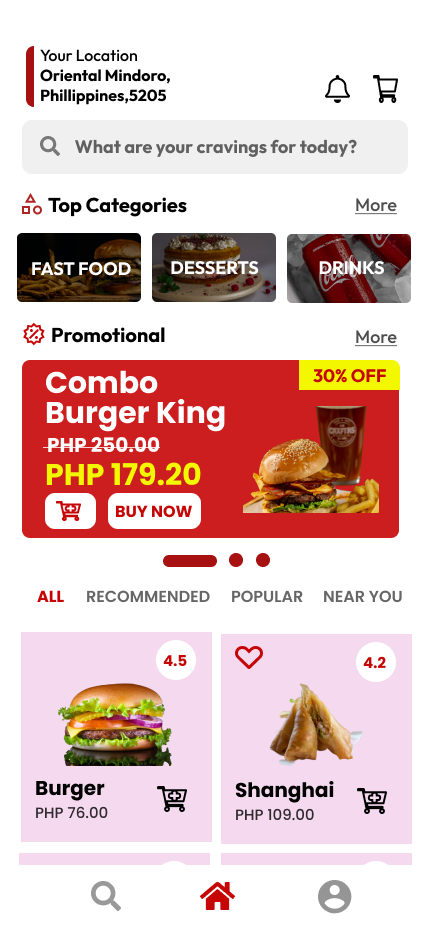 Your Location
Oriental Mindoro,
Phillippines,5205
What are your cravings for today?
Top Categories
More
FAST FOOD
DESSERTS
DRINKS
Promotional
More
30% OFF
Combo
Burger King
PHP 250.00
PHP 179.20
BUY NOW
ALL
RECOMMENDED
POPULAR
NEAR YOU
4.5
4.2
Burger
PHP 76.00
Shanghai
PHP 109.00